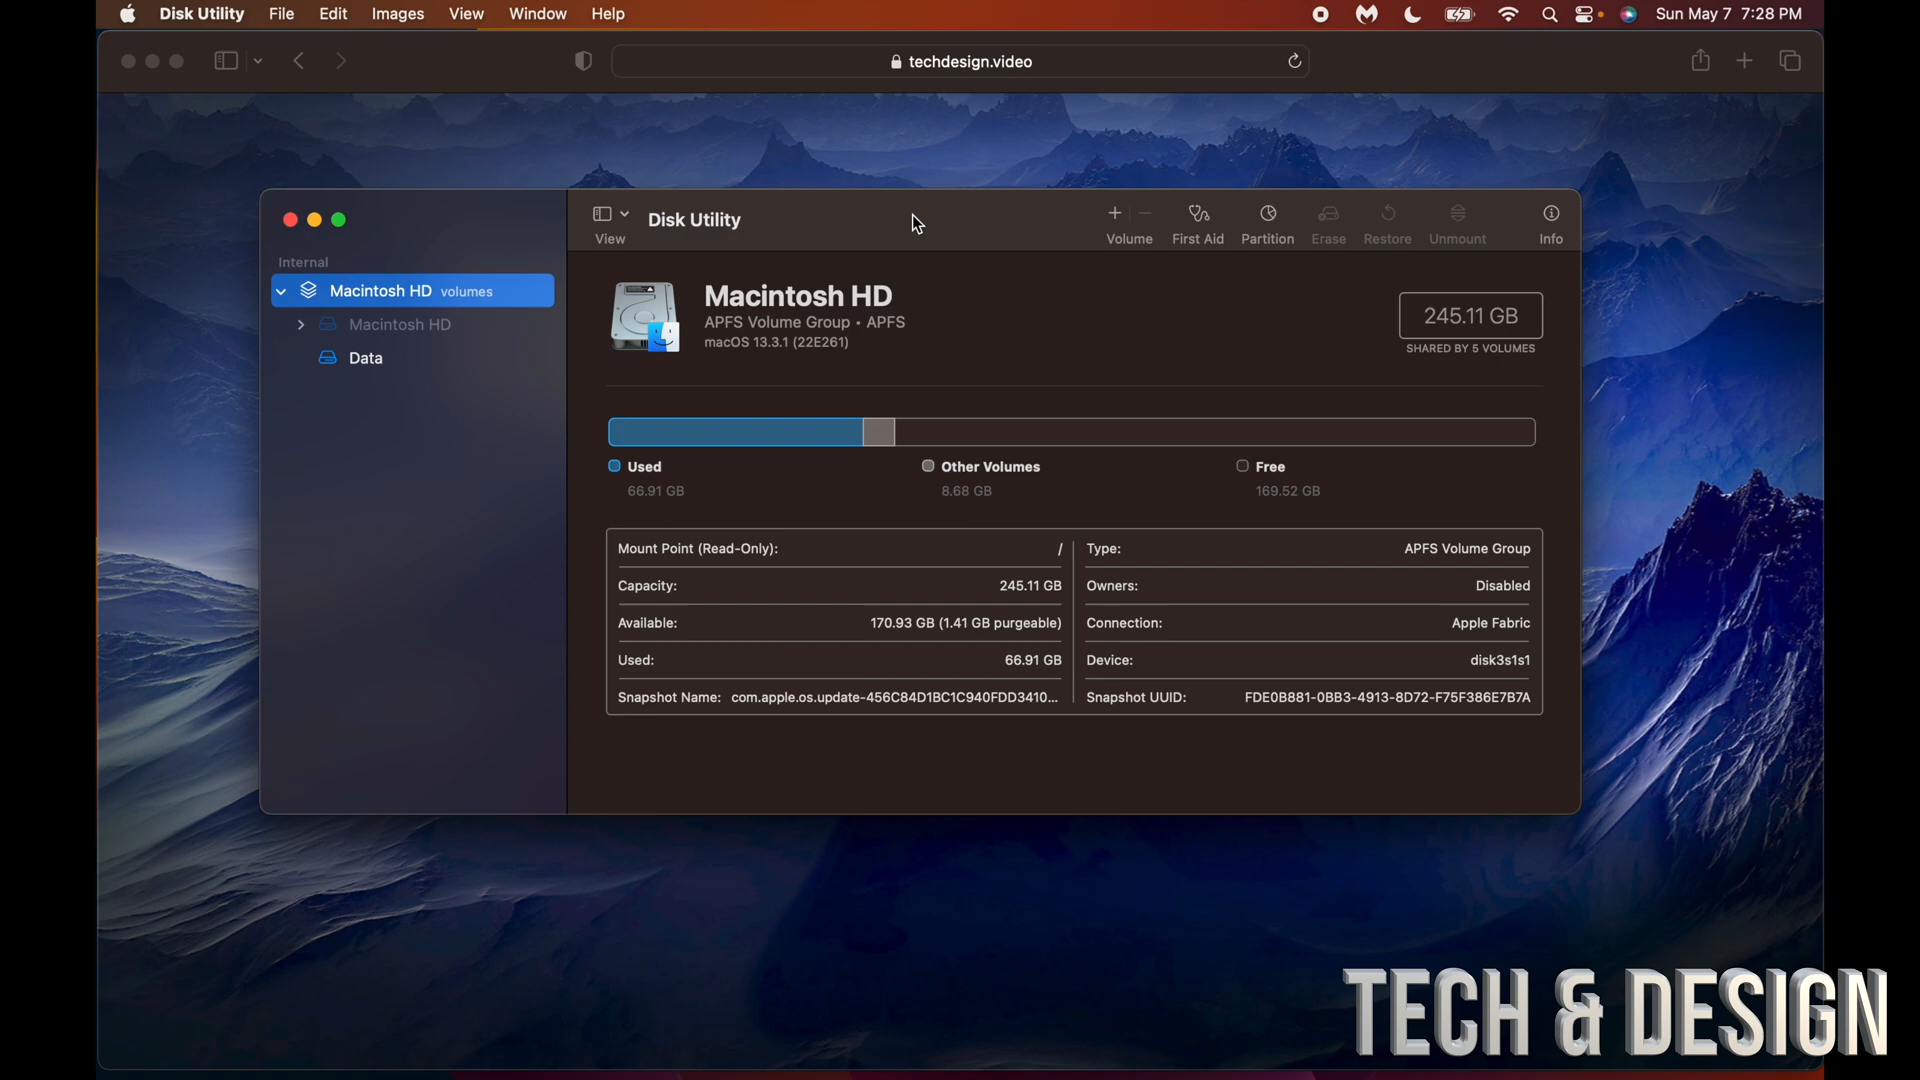 Disk Utility File Edit Images View Window Help Sun May 7 7:28 PM
techdesign.video
Disk Utility
View Volume First Aid Partition Erase Restore Unmount Info
Internal
Macintosh HD volumes
Macintosh HD
Data
Macintosh HD
APFS Volume Group • APFS
macOS 13.3.1 (22E261)
245.11 GB
SHARED BY 5 VOLUMES
Used Other Volumes Free
66.91 GB 8.68 GB 169.52 GB
Mount Point (Read-Only): / Type: APFS Volume Group
Capacity: 245.11 GB Owners: Disabled
Available: 170.93 GB (1.41 GB purgeable) Connection: Apple Fabric
Used: 66.91 GB Device: disk3s1s1
Snapshot Name: com.apple.os.update-456C84D1BC1C940FDD3410... Snapshot UUID: FDE0B881-0BB3-4913-8D72-F75F386E7B7A
TECH & DESIGN